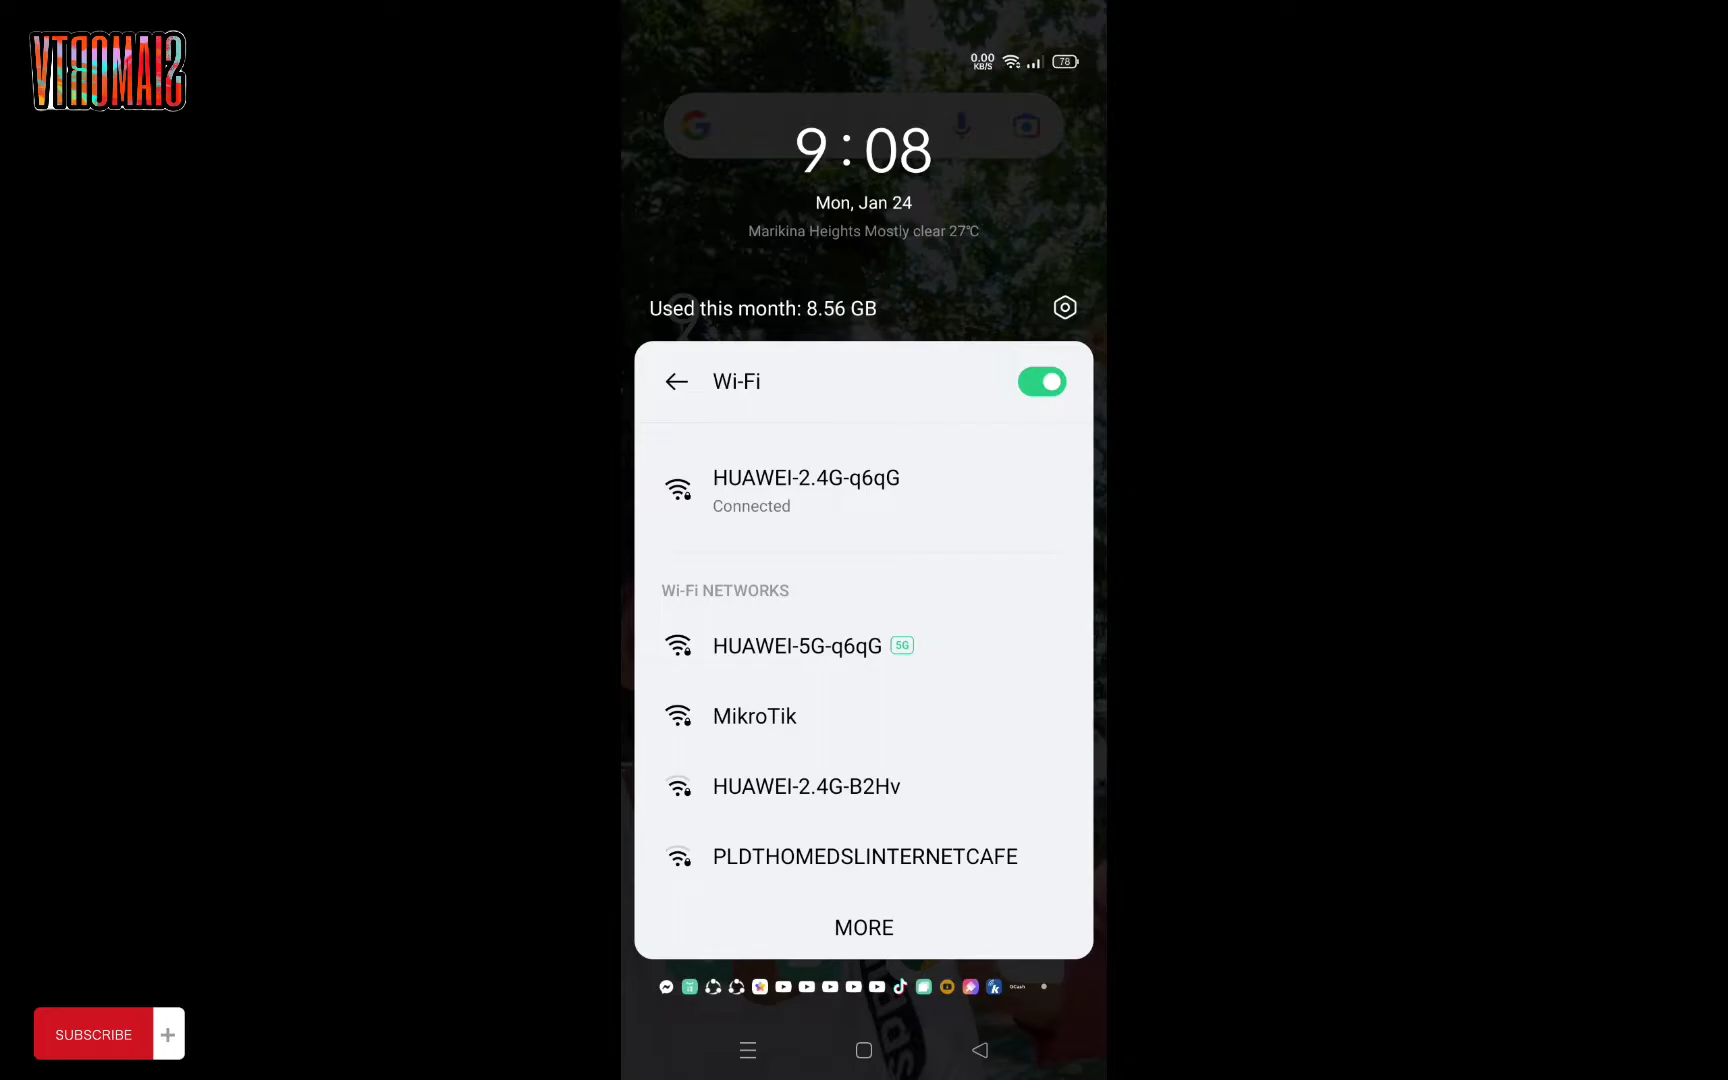 VTROMAIS
0.00
KB/S
78
9:08
Mon, Jan 24
Marikina Heights Mostly clear 27°C
Used this month: 8.56 GB
Wi-Fi
HUAWEI-2.4G-q6qG
Connected
Wi-Fi NETWORKS
HUAWEI-5G-q6qG 5G
MikroTik
HUAWEI-2.4G-B2Hv
PLDTHOMEDSLINTERNETCAFE
MORE
GCash
SUBSCRIBE +